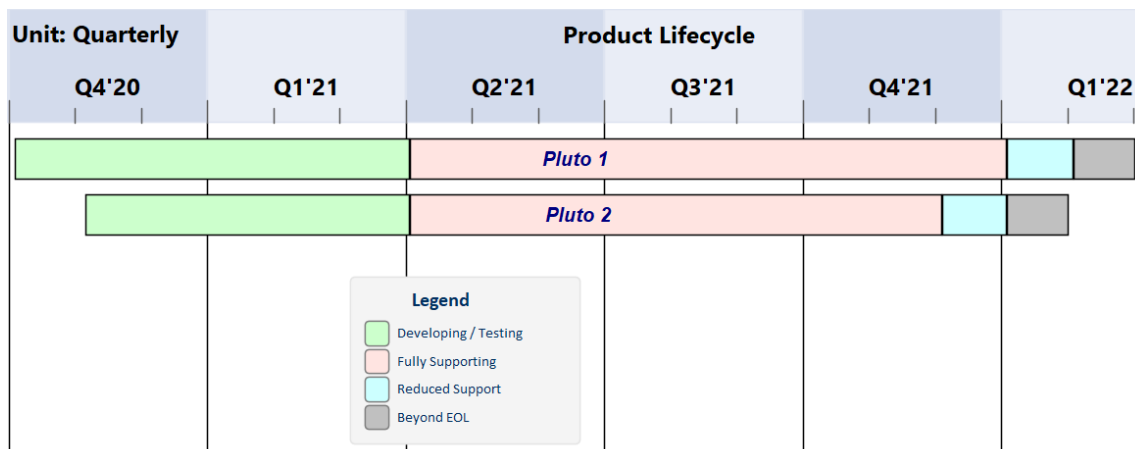 Unit: Quarterly
Product Lifecycle
Q4'20
Q1'21
Q2'21
Q3'21
Q4'21
Q1'22
Pluto 1
Pluto 2
Legend
Developing / Testing
Fully Supporting
Reduced Support
Beyond EOL